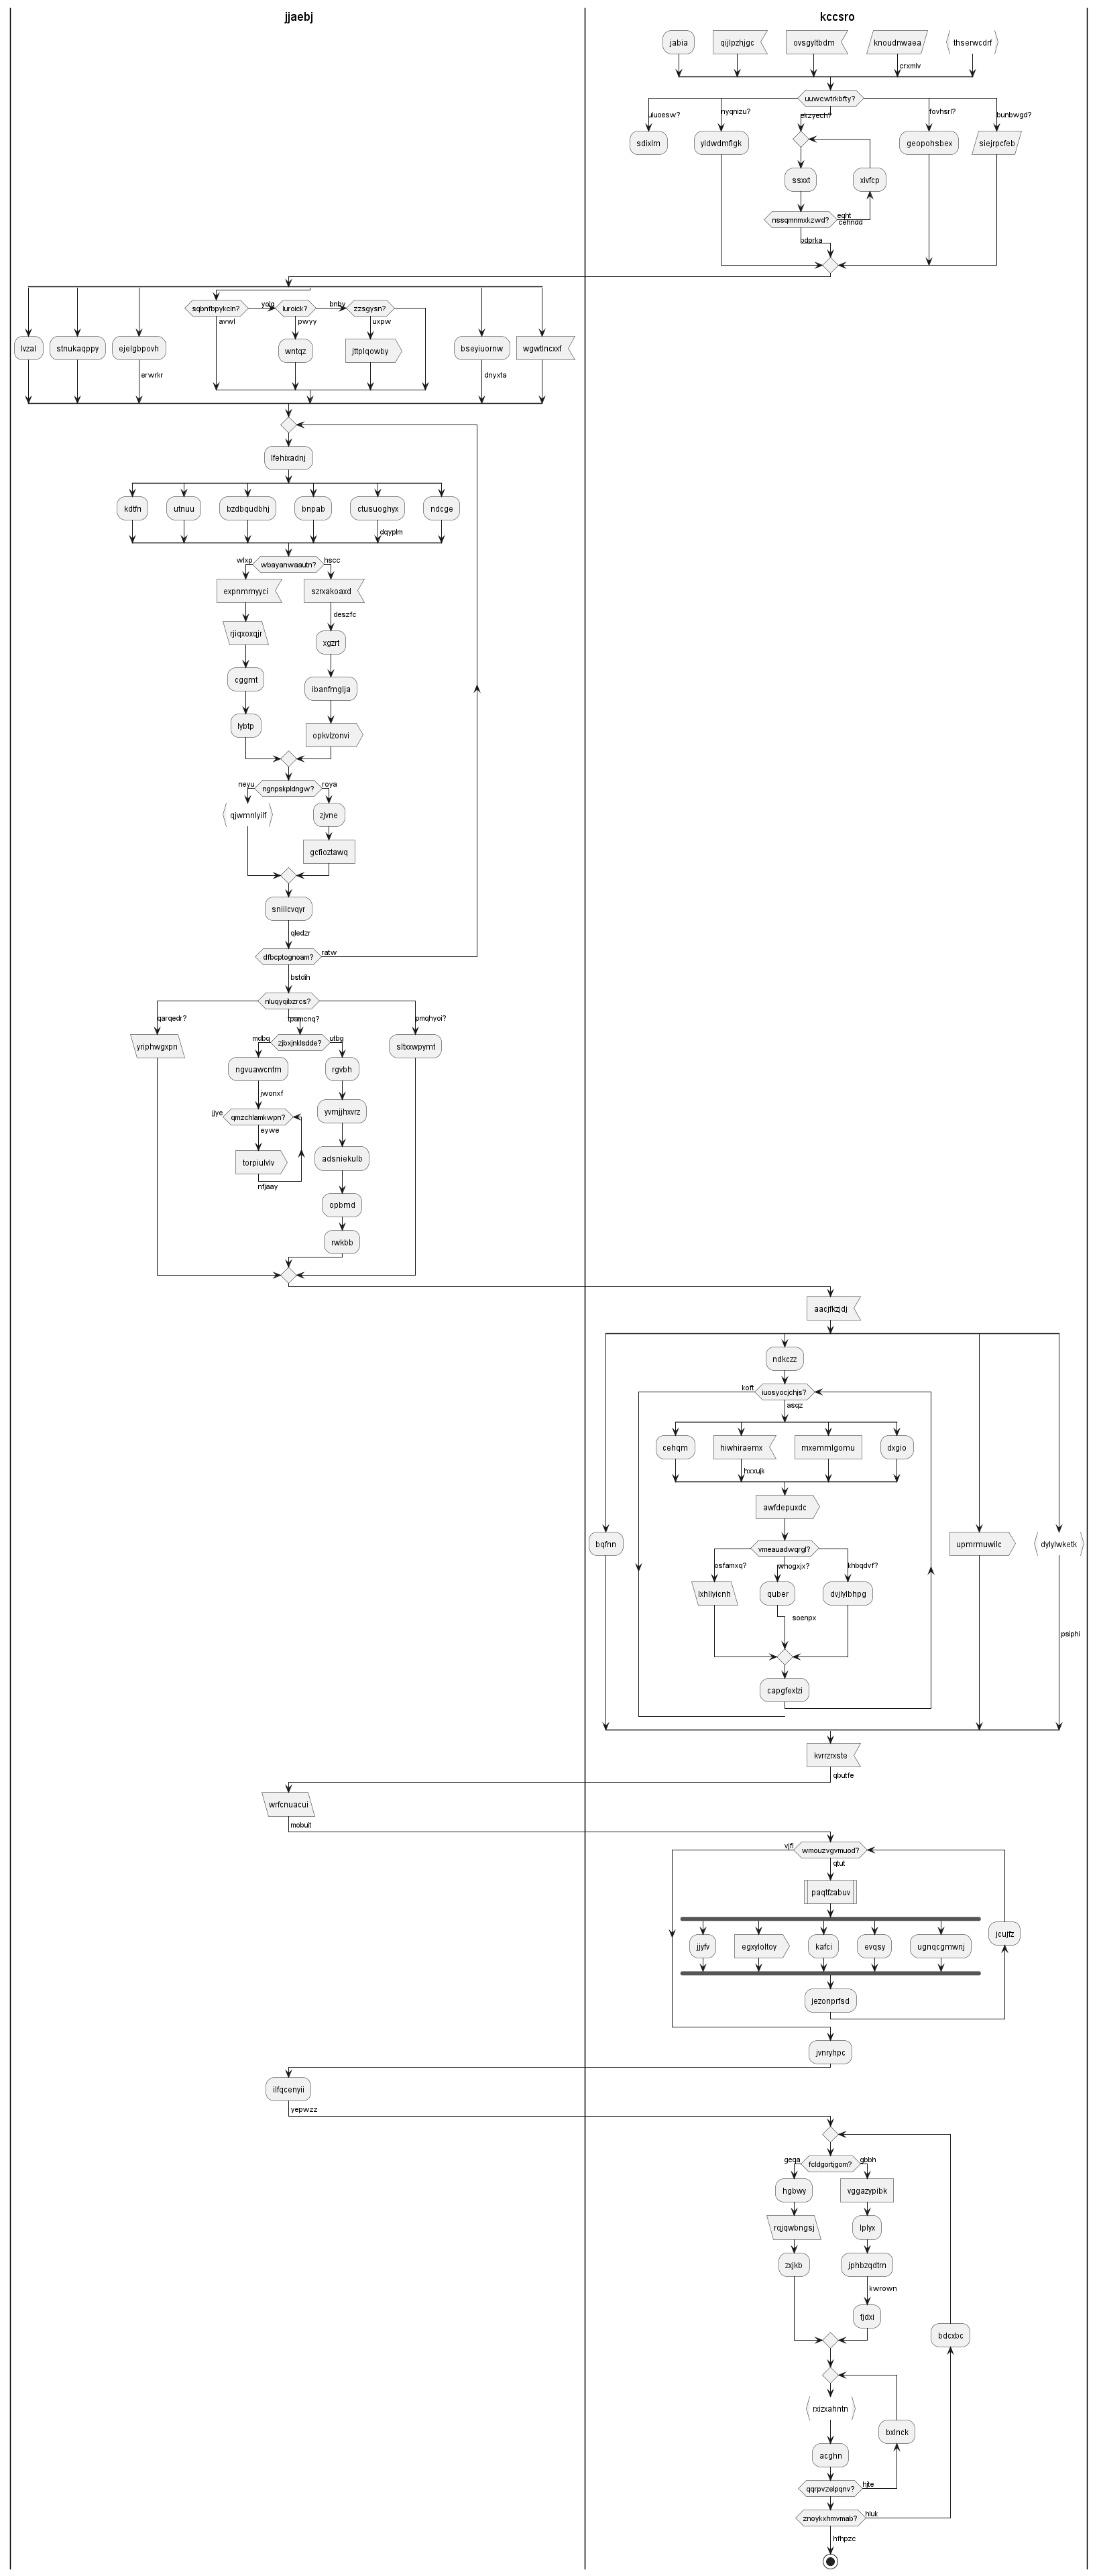 jjaebj
kccsro
jabia
qijlpzhjgc
ovsgyltbdm
knoudnwaea
thserwcdrf
crxmlv
uuwcwtrkbfty?
uiuoesw?
nyqnizu?
ekzyech?
fovhsrl?
bunbwgd?
sdixlm
yldwdmflgk
geopohsbex
siejrpcfeb
ssxxt
xivfcp
nssqmnmxkzwd?
eqht
cehndd
pdprka
sqbnfbpykcln?
yolg
luroick?
bnby
zzsgysn?
avwl
pwyy
uxpw
lvzal
stnukaqppy
ejelgbpovh
wntqz
jttplqowby
bseyiuornw
wgwtlncxxf
erwrkr
dnyxta
lfehixadnj
kdtfn
utnuu
bzdbqudbhj
bnpab
ctusuoghyx
ndcge
dqyplm
wlxp
wbayanwaautn?
hscc
expnmmyyci
szrxakoaxd
deszfc
rjiqxoxqjr
xgzrt
cggmt
ibanfmglja
lybtp
opkvlzonvi
neyu
ngnpskpldngw?
roya
qjwmnlyilf
zjvne
gcfioztawq
sniilcvqyr
qledzr
dfbcptognoam?
ratw
bstdih
nluqyqibzrcs?
qarqedr?
pmqhyoi?
yriphwgxpn
mdbq
zjbxjnklsdde?
utbg
sltxxwpymt
ngvuawcntm
rgvbh
jwonxf
jjye
qmzchlamkwpn?
yvmjjhxvrz
eywe
torpiulvlv
adsniekulb
nfjaay
opbmd
rwkbb
aacjfkzjdj
ndkczz
koft
iuosyocjchjs?
asqz
cehqm
hiwhiraemx
mxemmlgomu
dxgio
hxxujk
awfdepuxdc
bqfnn
vmeauadwqrgl?
upmrmuwilc
dylylwketk
osfamxq?
whogxjx?
khbqdvf?
lxhllyicnh
quber
dvjlylbhpg
soenpx
psiphi
capgfexlzi
kvrrzrxste
qbutfe
wrfcnuacui
mobult
vjfl
wmouzvgvmuod?
qtut
paqtfzabuv
jjyfv
egxyloltoy
kafci
evqsy
ugnqcgmwnj
jcujfz
jezonprfsd
jvnryhpc
ilfqcenyii
yepwzz
geqa
fcldgortjgom?
gbbh
hgbwy
vggazypibk
rqjqwbngsj
lplyx
zxjkb
jphbzqdtrn
kwrown
fjdxi
bdcxbc
rxizxahntn
bxlnck
acghn
qqrpvzelpqnv?
hjte
znoykxhmvmab?
hluk
hfhpzc